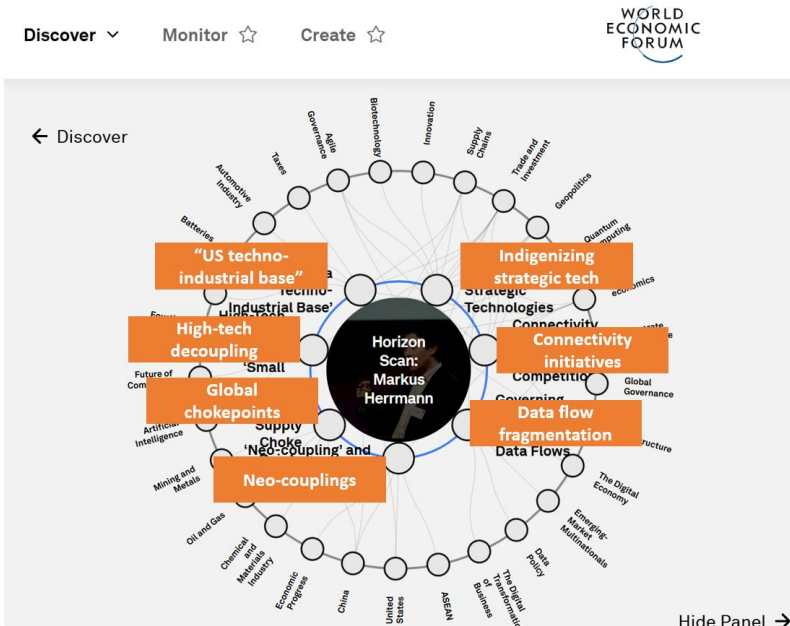 Discover
Monitor
Create
WORLD
ECONOMIC
FORUM
← Discover
Batteries
Automotive
Industry
Taxes
Agile
Governance
Biotechnology
Innovation
Supply
Chains
Trade and
Investment
Geopolitics
Quantum
"US techno-
industrial base"
Techno-
Industrial Base'
Indigenizing
strategic tech
Strategic
Technologies
economics
High-tech
decoupling
'Small
Horizon
Scan:
Markus
Herrmann
Connectivity
Connectivity
initiatives
Future of
Global
chokepoints
Global
Governance
Data flow
fragmentation
Data Flows
Artificial
Intelligence
Supply
Choke
'Neo-coupling' and
Neo-couplings
Mining and
Metals
The Digital
Economy
Oil and Gas
Emerging-
Market
Multinationals
Chemical
and
Materials
Industry
Data
Policy
Economic
Progress
China
United
States
ASEAN
The Digital
of
Business
Hide Panel →